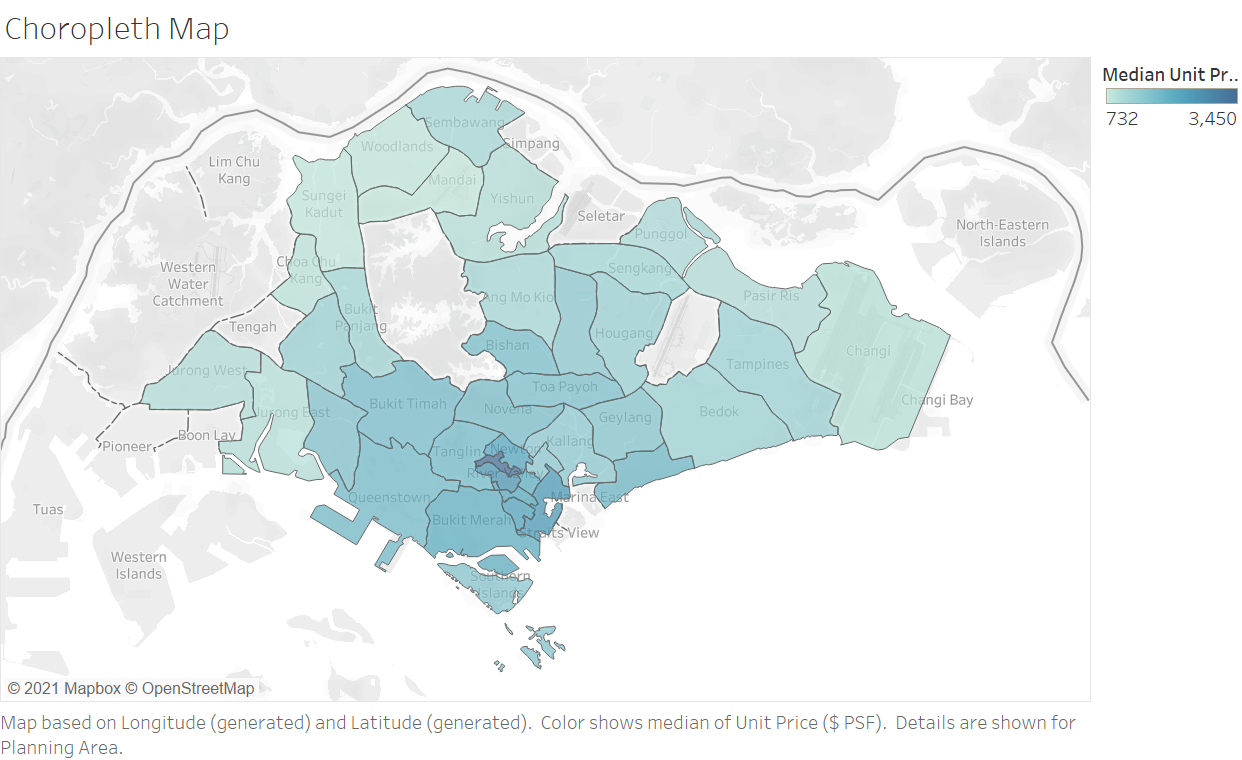 Choropleth Map
Median Unit Pr..
732 3,450
Sembawang
Simpang
Woodlands
Lim Chu
Kang
Mandai
Sungei
Kadut
Yishun
Seletar
North-Eastern
Islands
Punggol
Choa Chu
Kang
Sengkang
Western
Water
Catchment
Ang Mo Kio
Pasir Ris
Bukit
Panjang
Tengah
Hougang
Bishan
Changi
Tampines
Jurong West
Toa Payoh
Bukit Timah
Changi Bay
Novena
Jurong East
Bedok
Geylang
Boon Lay
Kallang
Pioneer
Tanglin
Newton
River Valley
Queenstown
Marina East
Tuas
Bukit Merah
Straits View
Western
Islands
Southern
Islands
© 2021 Mapbox © OpenStreetMap
Map based on Longitude (generated) and Latitude (generated).  Color shows median of Unit Price ($ PSF).  Details are shown for
Planning Area.